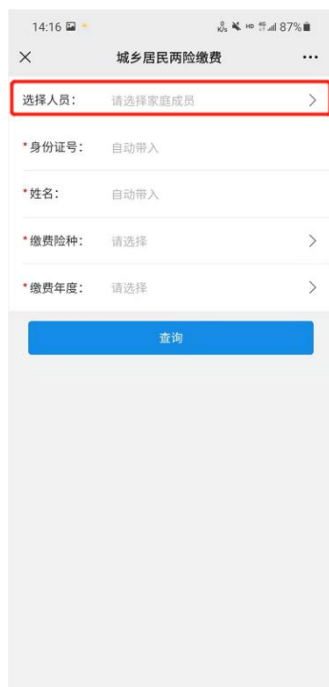 14:16 0 K/s HD 87%
城乡居民两险缴费
选择人员: 请选择家庭成员
*身份证号: 自动带入
*姓名: 自动带入
*缴费险种: 请选择
*缴费年度: 请选择
查询